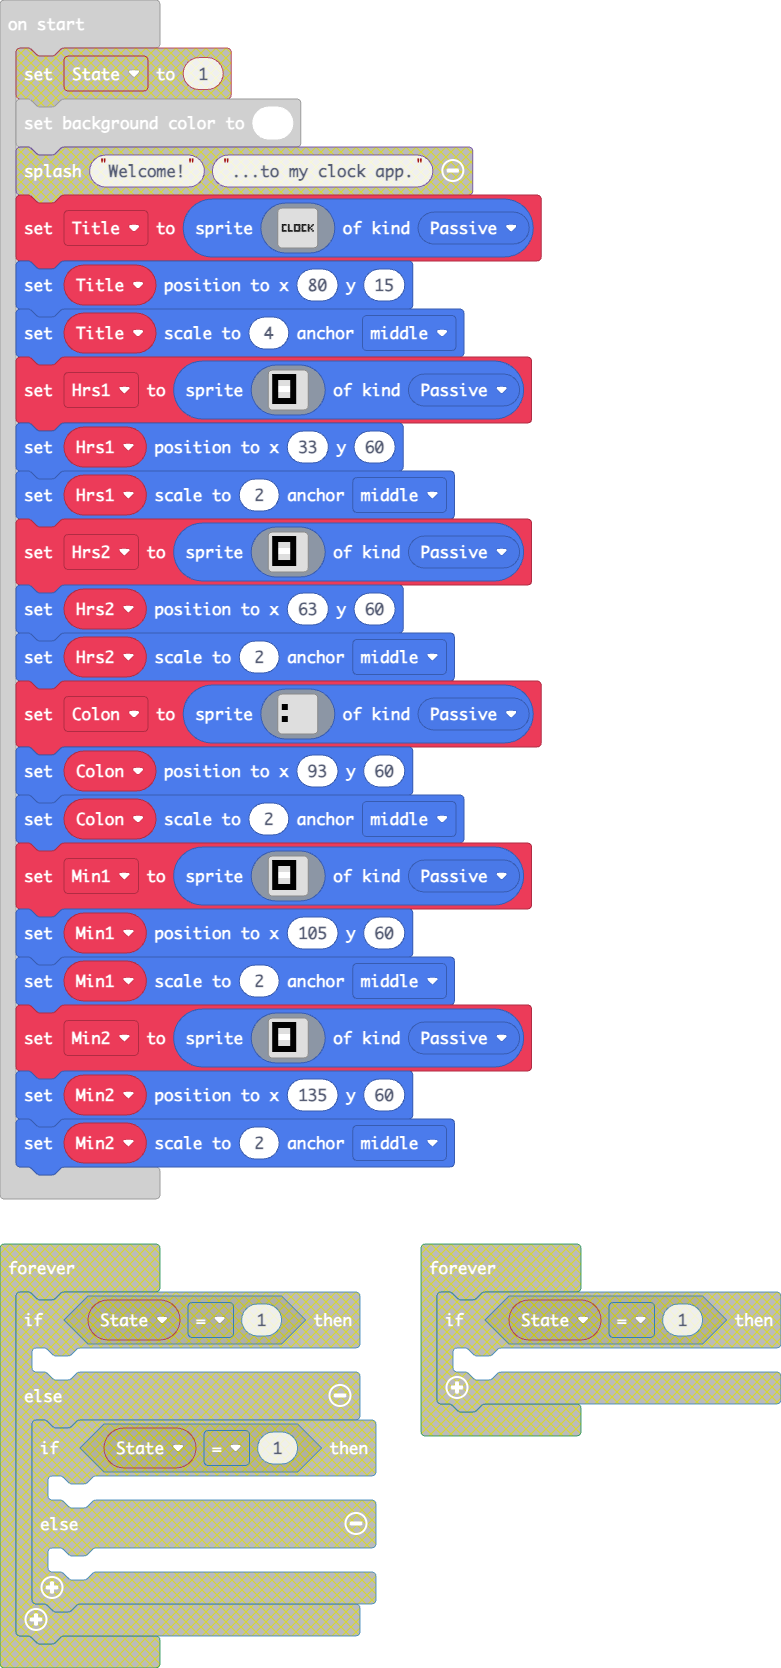 on start
set State to 1
set background color to
splash "Welcome!" "...to my clock app."
set Title to sprite CLOCK of kind Passive
set Title position to x 80 y 15
set Title scale to 4 anchor middle
set Hrs1 to sprite 0 of kind Passive
set Hrs1 position to x 33 y 60
set Hrs1 scale to 2 anchor middle
set Hrs2 to sprite 0 of kind Passive
set Hrs2 position to x 63 y 60
set Hrs2 scale to 2 anchor middle
set Colon to sprite : of kind Passive
set Colon position to x 93 y 60
set Colon scale to 2 anchor middle
set Min1 to sprite 0 of kind Passive
set Min1 position to x 105 y 60
set Min1 scale to 2 anchor middle
set Min2 to sprite 0 of kind Passive
set Min2 position to x 135 y 60
set Min2 scale to 2 anchor middle
forever
if State = 1 then
else
if State = 1 then
else
forever
if State = 1 then